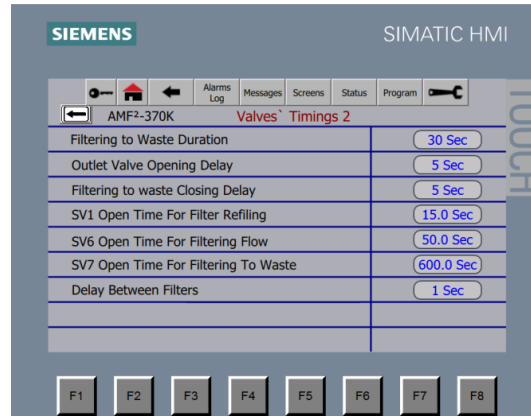 SIEMENS
SIMATIC HMI
TOUCH
Alarms Log
Messages
Screens
Status
Program
AMF²-370K
Valves` Timings 2
Filtering to Waste Duration 30 Sec
Outlet Valve Opening Delay 5 Sec
Filtering to waste Closing Delay 5 Sec
SV1 Open Time For Filter Refiling 15.0 Sec
SV6 Open Time For Filtering Flow 50.0 Sec
SV7 Open Time For Filtering To Waste 600.0 Sec
Delay Between Filters 1 Sec
F1 F2 F3 F4 F5 F6 F7 F8